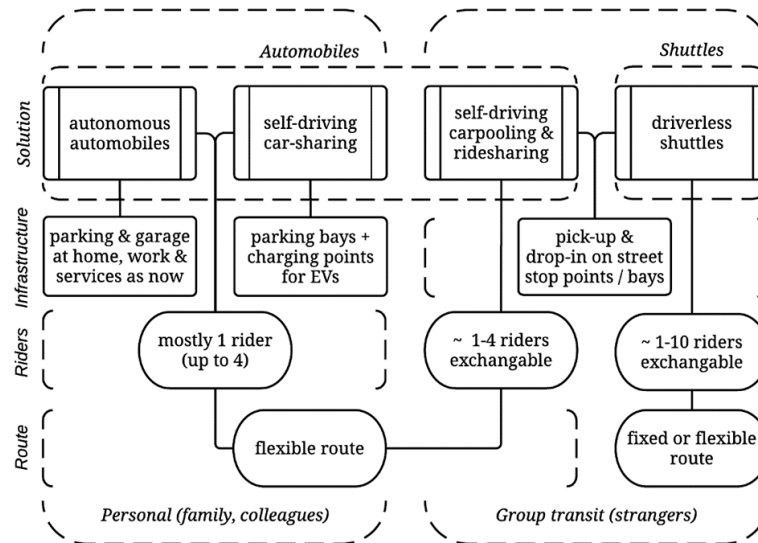 Automobiles
Shuttles
Solution
autonomous
automobiles
self-driving
car-sharing
self-driving
carpooling &
ridesharing
driverless
shuttles
Infrastructure
parking & garage
at home, work &
services as now
parking bays +
charging points
for EVs
pick-up &
drop-in on street
stop points / bays
Riders
mostly 1 rider
(up to 4)
~ 1-4 riders
exchangable
~ 1-10 riders
exchangable
Route
flexible route
fixed or flexible
route
Personal (family, colleagues)
Group transit (strangers)